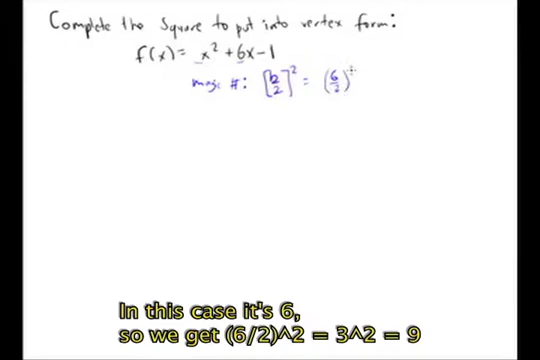 Complete the Square to put into vertex form:
f(x) = x² + 6x - 1
magic #: [b/2]² = (6/2)
In this case it's 6,
so we get (6/2)^2 = 3^2 = 9